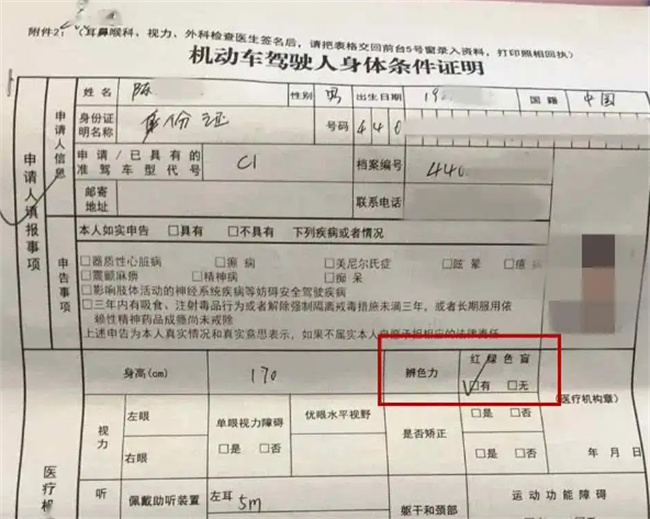 附件2：（耳鼻喉科、视力、外科检查医生签名后，请把表格交回前台5号窗录入资料，打印照相回执）
机动车驾驶人身体条件证明
申请人填报事项
申请人信息
姓名 陈 性别 男 出生日期 19 国籍 中国
身份证明名称 身份证 号码 440
申请/已具有的准驾车型代号 C1 档案编号 440
邮寄地址 联系电话
申告事项
本人如实申告 □具有 □不具有 下列疾病或者情况
□器质性心脏病 □癫病 □美尼尔氏症 □眩晕 □癔病
□震颤麻痹 □精神病 □痴呆
□影响肢体活动的神经系统疾病等妨碍安全驾驶疾病
□三年内有吸食、注射毒品行为或者解除强制隔离戒毒措施未满三年，或者长期服用依
赖性精神药品成瘾尚未戒除
上述申告为本人真实情况和真实意思表示，如果不属实本人自愿承担相应的法律责任
身高(cm) 170 辨色力 红绿色盲
□有 □无
(医疗机构章)
视力 左眼 单眼视力障碍 优眼水平视野 是否矫正 □是 □否
□是 □否
右眼 □是 □否 年 月 日
医疗机
听 佩戴助听装置 左耳 5m 躯干和颈部 运动功能障碍